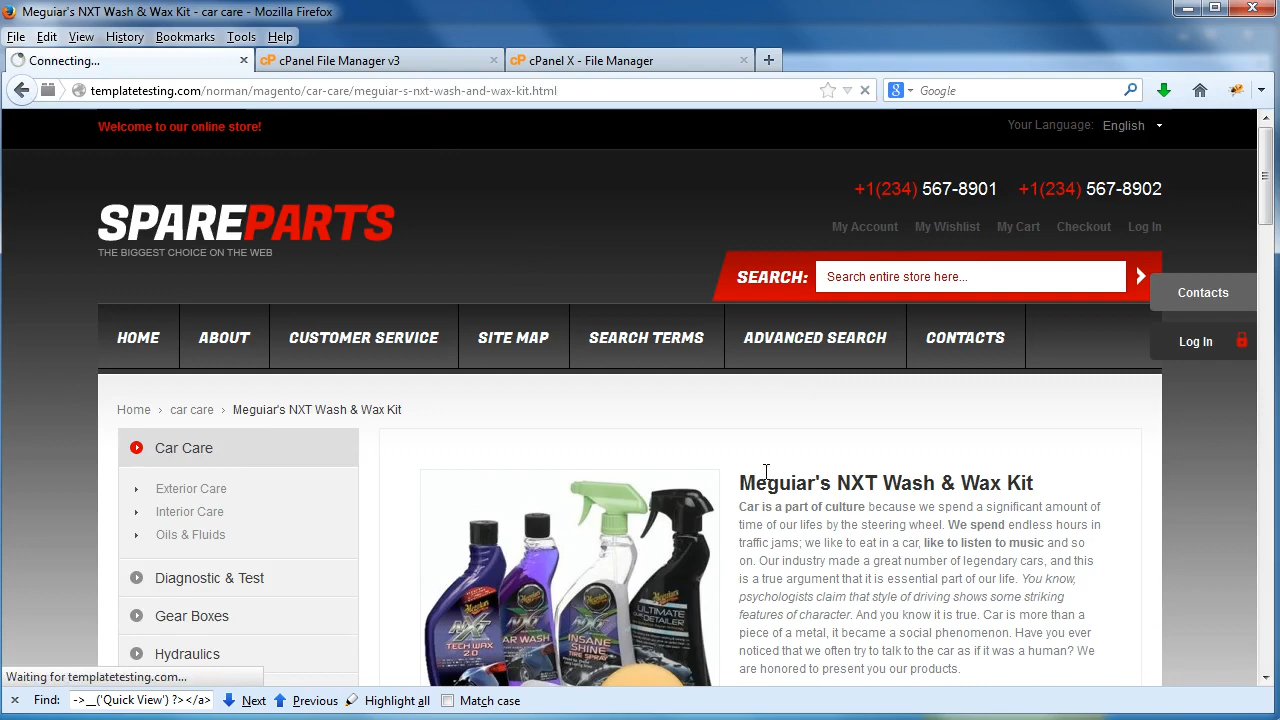 Meguiar's NXT Wash & Wax Kit - car care - Mozilla Firefox
File Edit View History Bookmarks Tools Help
Connecting...
cPanel File Manager v3
cPanel X - File Manager
templatetesting.com/norman/magento/car-care/meguiar-s-nxt-wash-and-wax-kit.html
Google
Welcome to our online store!
Your Language: English
+1(234) 567-8901 +1(234) 567-8902
SPAREPARTS
THE BIGGEST CHOICE ON THE WEB
My Account My Wishlist My Cart Checkout Log In
SEARCH: Search entire store here...
Contacts
Log In
HOME ABOUT CUSTOMER SERVICE SITE MAP SEARCH TERMS ADVANCED SEARCH CONTACTS
Home car care Meguiar's NXT Wash & Wax Kit
Car Care
Exterior Care
Interior Care
Oils & Fluids
Diagnostic & Test
Gear Boxes
Hydraulics
NXT
TECH WAX
2.0
NXT
CAR WASH
NXT
INSANE
SHINE
ULTIMATE
DETAILER
Meguiar's NXT Wash & Wax Kit
Car is a part of culture because we spend a significant amount of
time of our lifes by the steering wheel. We spend endless hours in
traffic jams; we like to eat in a car, like to listen to music and so
on. Our industry made a great number of legendary cars, and this
is a true argument that it is essential part of our life. You know,
psychologists claim that style of driving shows some striking
features of character. And you know it is true. Car is more than a
piece of a metal, it became a social phenomenon. Have you ever
noticed that we often try to talk to the car as if it was a human? We
are honored to present you our products.
Waiting for templatetesting.com...
Find: ->__('Quick View') ?></a> Next Previous Highlight all Match case